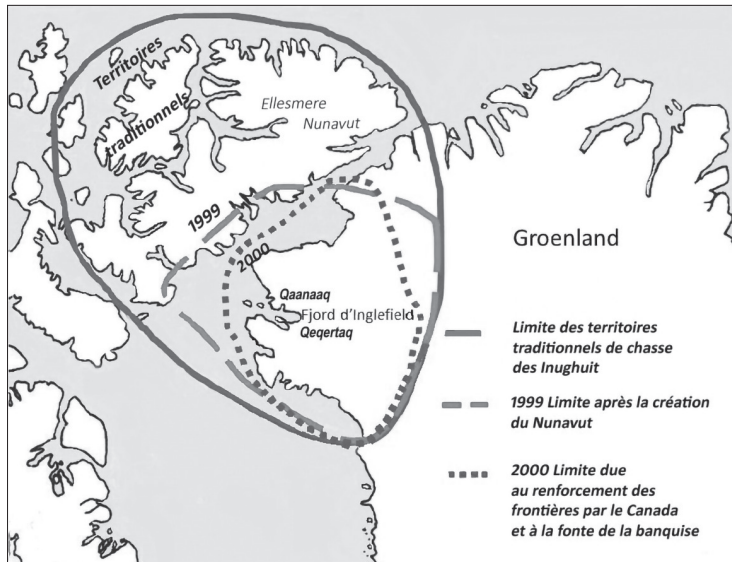 Territoires
traditionnels
Ellesmere
Nunavut
1999
2000
Groenland
Qaanaaq
Fjord d'Inglefield
Qeqertaq
Limite des territoires
traditionnels de chasse
des Inughuit
1999 Limite après la création
du Nunavut
2000 Limite due
au renforcement des
frontières par le Canada
et à la fonte de la banquise